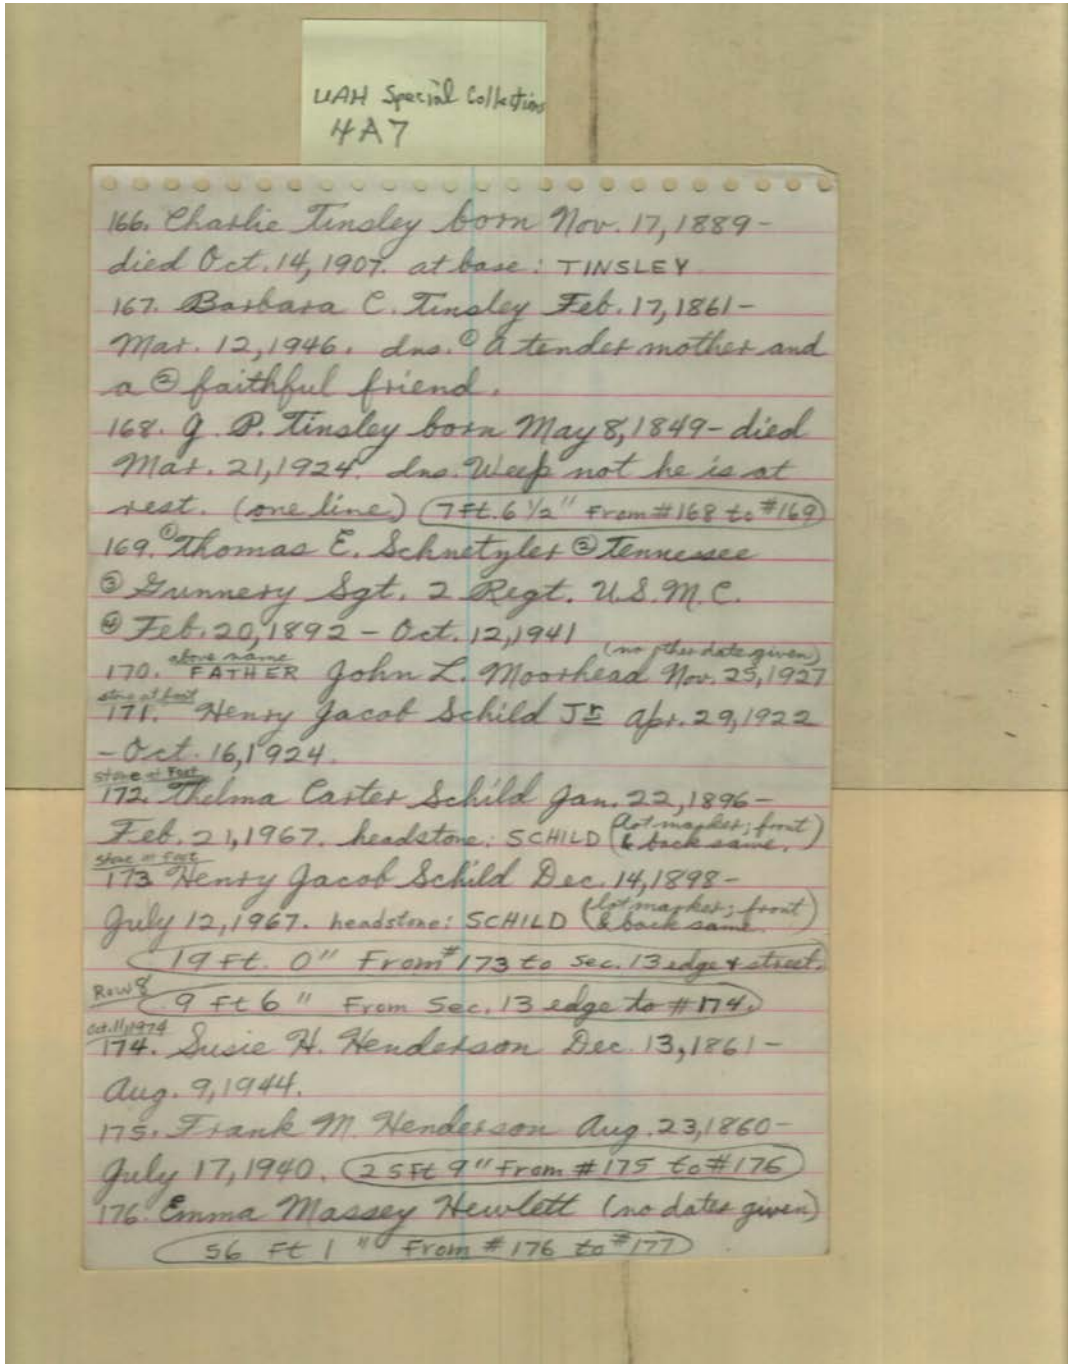 UAH Special Collections
4A7
166. Charlie Tinsley born Nov. 17, 1889 -
died Oct. 14, 1907. at base: TINSLEY
167. Barbara C. Tinsley Feb. 17, 1861 -
Mar. 12, 1946. dns. ① A tender mother and
a ② faithful friend.
168. G. P. Tinsley born May 8, 1849 - died
Mar. 21, 1924. dns. Weep not he is at
rest. (one line) (7 Ft. 6 1/2" From #168 to #169)
169. ① Thomas E. Schnetyler ② Tennessee
③ Gunnery Sgt. 2 Regt. U.S.M.C.
④ Feb. 20, 1892 - Oct. 12, 1941
(no other date given)
above name
170. FATHER John L. Moorhead Nov. 25, 1927
stone at foot
171. Henry Jacob Schild Jr Apr. 29, 1922
- Oct. 16, 1924.
stone at Foot
172. Thelma Carter Schild Jan. 22, 1896 -
Feb. 21, 1967. headstone: SCHILD (lot marker; front
& back same.)
stone at foot
173 Henry Jacob Schild Dec. 14, 1898 -
July 12, 1967. headstone: SCHILD (lot marker; front
& back same.)
19 Ft. 0" From #173 to Sec. 13 edge & street.
Row 8
9 Ft 6" From Sec. 13 edge to #174.
Oct. 11, 1974
174. Susie H. Henderson Dec. 13, 1861 -
Aug. 9, 1944.
175. Frank M. Henderson Aug. 23, 1860 -
July 17, 1940. (25 Ft 9" From #175 to #176)
176. Emma Massey Hewlett (no dates given)
56 Ft 1" From #176 to #177